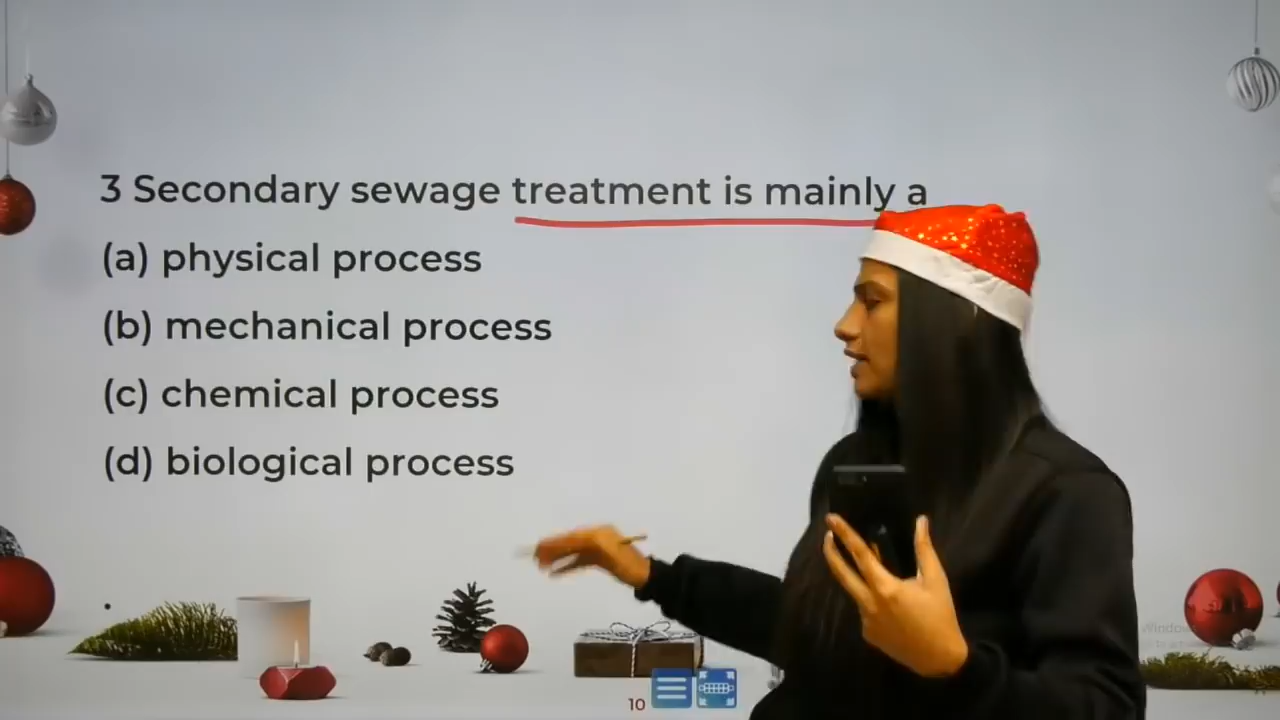 3 Secondary sewage treatment is mainly a
(a) physical process
(b) mechanical process
(c) chemical process
(d) biological process
10